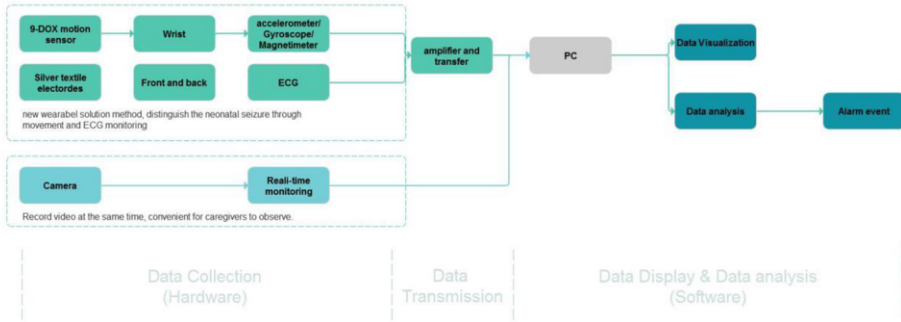 9-DOX motion
sensor
Wrist
accelerometer/
Gyroscope/
Magnetimeter
amplifier and
transfer
PC
Data Visualization
Silver textile
electordes
Front and back
ECG
Data analysis
Alarm event
new wearabel solution method, distinguish the neonatal seizure through
movement and ECG monitoring
Camera
Reali-time
monitoring
Record video at the same time, convenient for caregivers to observe.
Data Collection
(Hardware)
Data
Transmission
Data Display & Data analysis
(Software)